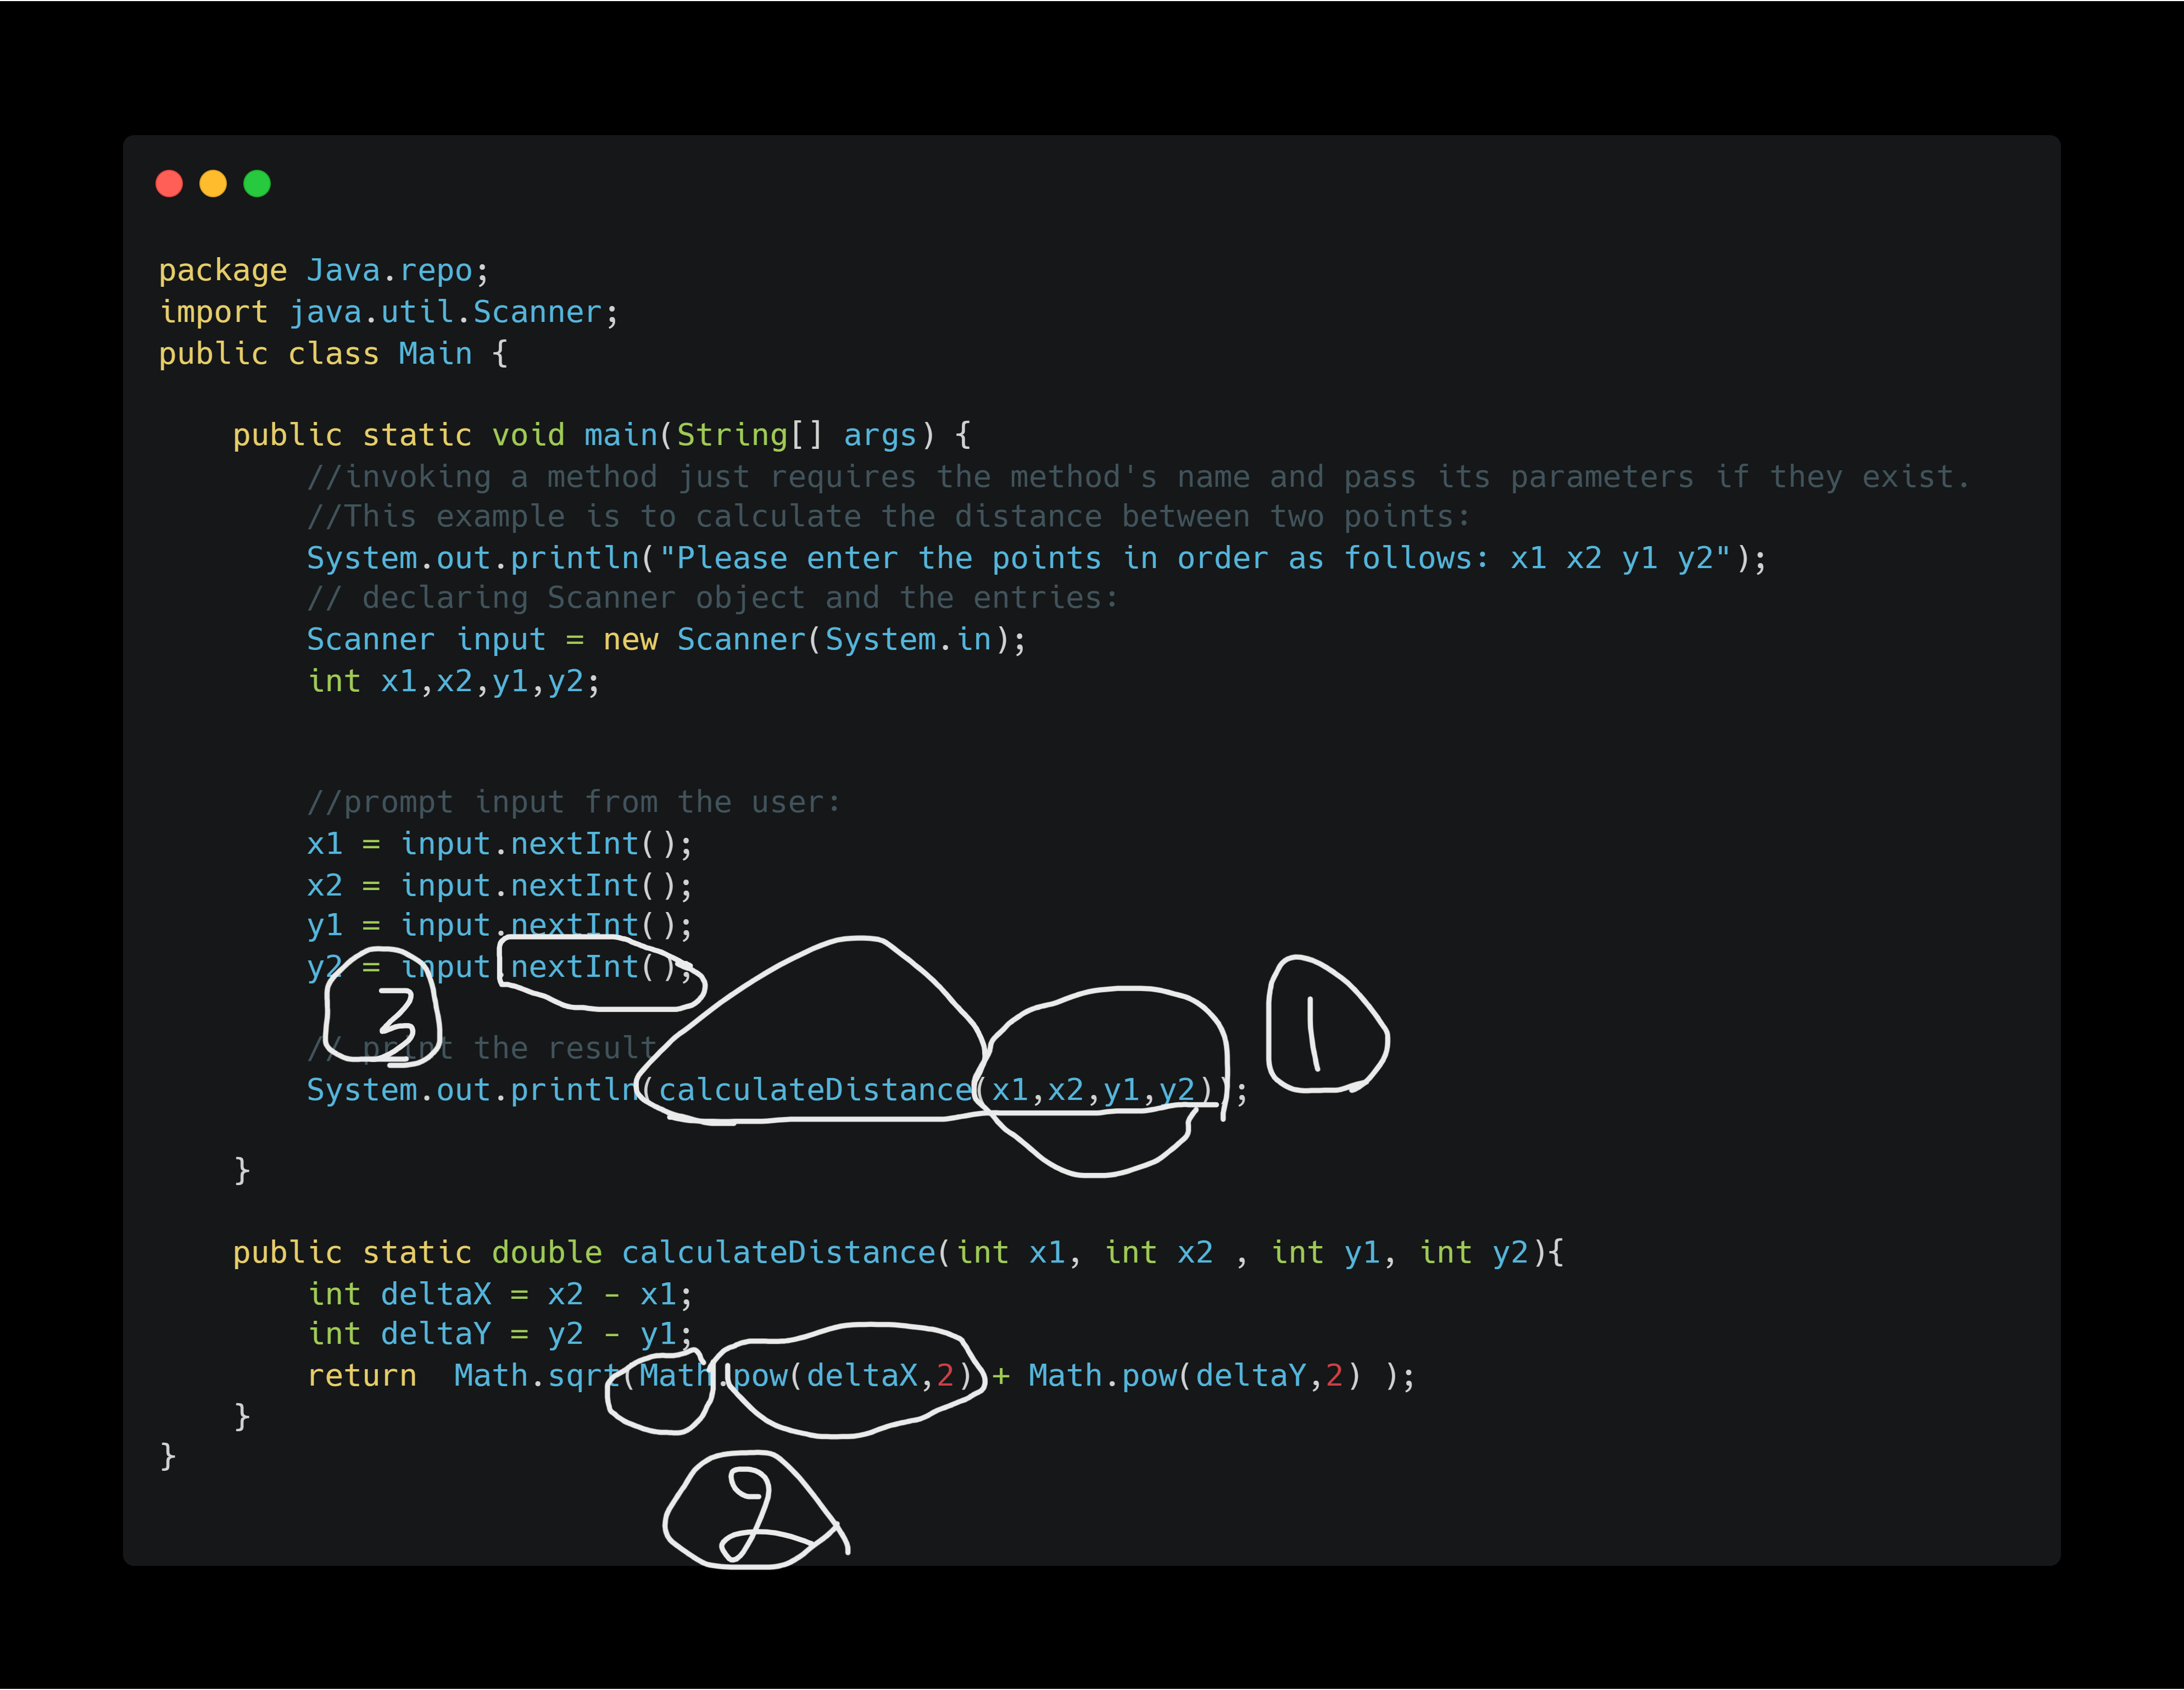 package Java.repo;
import java.util.Scanner;
public class Main {
public static void main(String[] args) {
//invoking a method just requires the method's name and pass its parameters if they exist.
//This example is to calculate the distance between two points:
System.out.println("Please enter the points in order as follows: x1 x2 y1 y2");
// declaring Scanner object and the entries:
Scanner input = new Scanner(System.in);
int x1,x2,y1,y2;
//prompt input from the user:
x1 = input.nextInt();
x2 = input.nextInt();
y1 = input.nextInt();
y2 = input.nextInt();
3
1
// print the result
System.out.println(calculateDistance(x1,x2,y1,y2));
}
public static double calculateDistance(int x1, int x2 , int y1, int y2){
int deltaX = x2 - x1;
int deltaY = y2 - y1;
return  Math.sqrt(Math.pow(deltaX,2) + Math.pow(deltaY,2) );
}
}
2